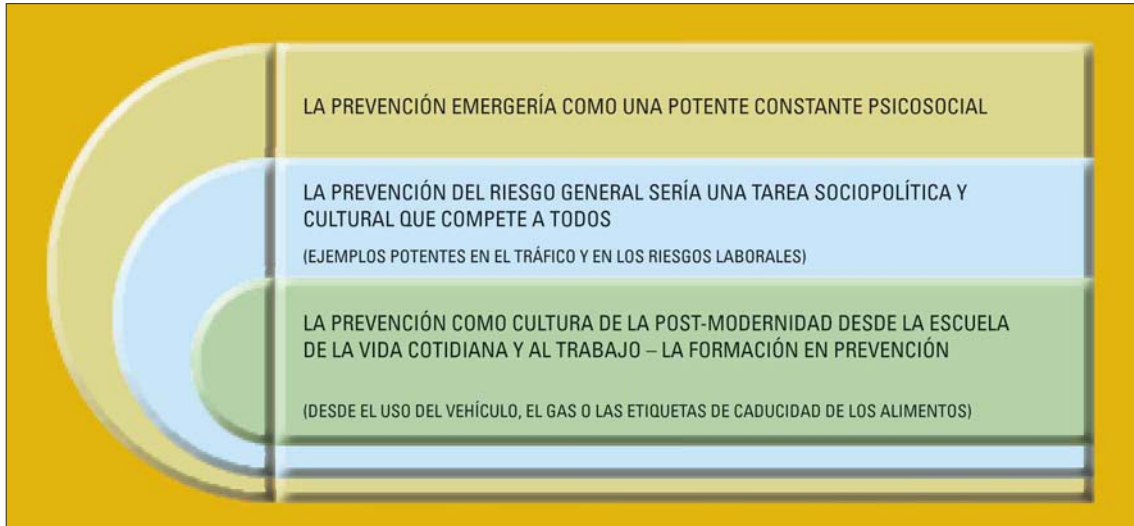 LA PREVENCIÓN EMERGERÍA COMO UNA POTENTE CONSTANTE PSICOSOCIAL
LA PREVENCIÓN DEL RIESGO GENERAL SERÍA UNA TAREA SOCIOPOLÍTICA Y
CULTURAL QUE COMPETE A TODOS
(EJEMPLOS POTENTES EN EL TRÁFICO Y EN LOS RIESGOS LABORALES)
LA PREVENCIÓN COMO CULTURA DE LA POST-MODERNIDAD DESDE LA ESCUELA
DE LA VIDA COTIDIANA Y AL TRABAJO – LA FORMACIÓN EN PREVENCIÓN
(DESDE EL USO DEL VEHÍCULO, EL GAS O LAS ETIQUETAS DE CADUCIDAD DE LOS ALIMENTOS)